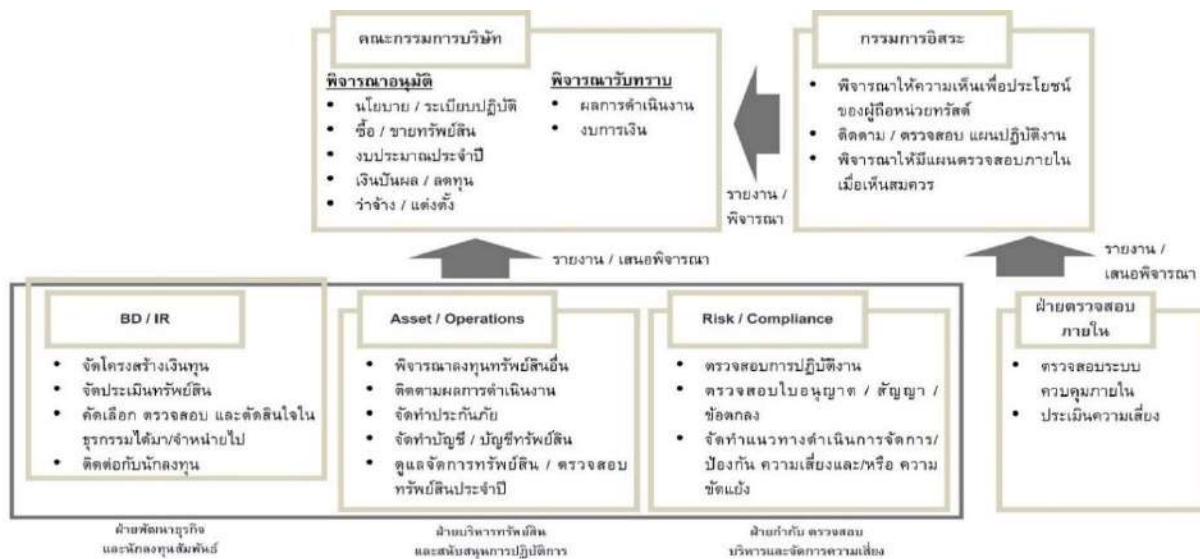 คณะกรรมการบริษัท
พิจารณาอนุมัติ
• นโยบาย / ระเบียบปฏิบัติ
• ซื้อ / ขายทรัพย์สิน
• งบประมาณประจำปี
• เงินปันผล / ลดทุน
• ว่าจ้าง / แต่งตั้ง
พิจารณารับทราบ
• ผลการดำเนินงาน
• งบการเงิน
รายงาน /
พิจารณา
กรรมการอิสระ
• พิจารณาให้ความเห็นเพื่อประโยชน์
ของผู้ถือหน่วยทรัสต์
• ติดตาม / ตรวจสอบ แผนปฏิบัติงาน
• พิจารณาให้มีแผนตรวจสอบภายใน
เมื่อเห็นสมควร
รายงาน / เสนอพิจารณา
รายงาน /
เสนอพิจารณา
BD / IR
• จัดโครงสร้างเงินทุน
• จัดประเมินทรัพย์สิน
• คัดเลือก ตรวจสอบ และตัดสินใจใน
ธุรกรรมได้มา/จำหน่ายไป
• ติดต่อกับนักลงทุน
ฝ่ายพัฒนาธุรกิจ
และนักลงทุนสัมพันธ์
Asset / Operations
• พิจารณาลงทุนทรัพย์สินอื่น
• ติดตามผลการดำเนินงาน
• จัดทำประกันภัย
• จัดทำบัญชี / บัญชีทรัพย์สิน
• ดูแลจัดการทรัพย์สิน / ตรวจสอบ
ทรัพย์สินประจำปี
ฝ่ายบริหารทรัพย์สิน
และสนับสนุนการปฏิบัติการ
Risk / Compliance
• ตรวจสอบการปฏิบัติงาน
• ตรวจสอบใบอนุญาต / สัญญา /
ข้อตกลง
• จัดทำแนวทางดำเนินการจัดการ/
ป้องกัน ความเสี่ยงและ/หรือ ความ
ขัดแย้ง
ฝ่ายกำกับ ตรวจสอบ
บริหารและจัดการความเสี่ยง
ฝ่ายตรวจสอบ
ภายใน
• ตรวจสอบระบบ
ควบคุมภายใน
• ประเมินความเสี่ยง